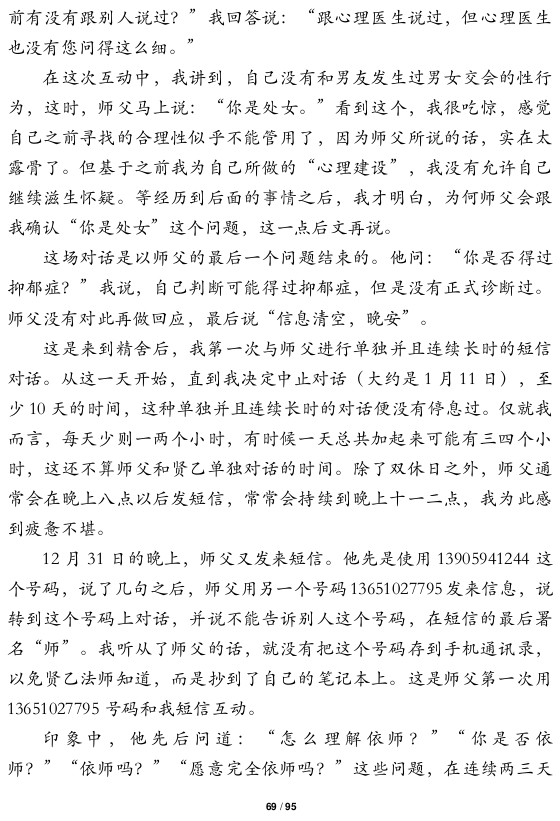 前有没有跟别人说过？”我回答说：“跟心理医生说过，但心理医生
也没有您问得这么细。”
在这次互动中，我讲到，自己没有和男友发生过男女交会的性行
为，这时，师父马上说：“你是处女。”看到这个，我很吃惊，感觉
自己之前寻找的合理性似乎不能管用了，因为师父所说的话，实在太
露骨了。但基于之前我为自己所做的“心理建设”，我没有允许自己
继续滋生怀疑。等经历到后面的事情之后，我才明白，为何师父会跟
我确认“你是处女”这个问题，这一点后文再说。
这场对话是以师父的最后一个问题结束的。他问：“你是否得过
抑郁症？”我说，自己判断可能得过抑郁症，但是没有正式诊断过。
师父没有对此再做回应，最后说“信息清空，晚安”。
这是来到精舍后，我第一次与师父进行单独并且连续长时的短信
对话。从这一天开始，直到我决定中止对话（大约是 1 月 11 日），至
少 10 天的时间，这种单独并且连续长时的对话便没有停息过。仅就我
而言，每天少则一两个小时，有时候一天总共加起来可能有三四个小
时，这还不算师父和贤乙单独对话的时间。除了双休日之外，师父通
常会在晚上八点以后发短信，常常会持续到晚上十一二点，我为此感
到疲惫不堪。
12 月 31 日的晚上，师父又发来短信。他先是使用 13905941244 这
个号码，说了几句之后，师父用另一个号码 13651027795 发来信息，说
转到这个号码上对话，并说不能告诉别人这个号码，在短信的最后署
名“师”。我听从了师父的话，就没有把这个号码存到手机通讯录，
以免贤乙法师知道，而是抄到了自己的笔记本上。这是师父第一次用
13651027795 号码和我短信互动。
印象中，他先后问道：“怎么理解依师？”“你是否依
师？”“依师吗？”“愿意完全依师吗？”这些问题，在连续两三天
69 / 95